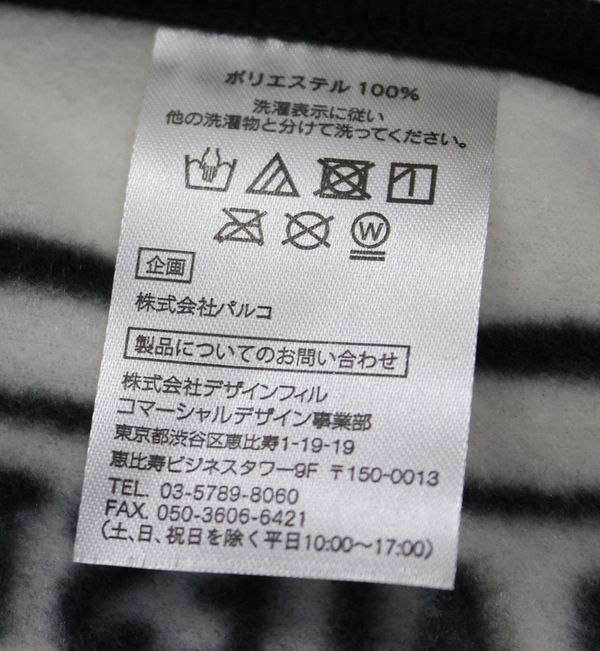 ポリエステル 100%
洗濯表示に従い
他の洗濯物と分けて洗ってください。
W
企画
株式会社パルコ
製品についてのお問い合わせ
株式会社デザインフィル
コマーシャルデザイン事業部
東京都渋谷区恵比寿1-19-19
恵比寿ビジネスタワー9F 〒150-0013
TEL. 03-5789-8060
FAX. 050-3606-6421
（土、日、祝日を除く平日10:00〜17:00）